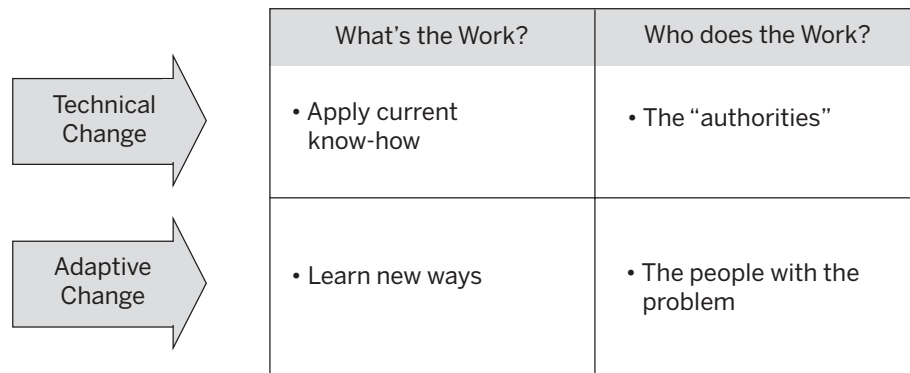 What's the Work?
Who does the Work?
Technical
Change
• Apply current
know-how
• The “authorities”
Adaptive
Change
• Learn new ways
• The people with the
problem